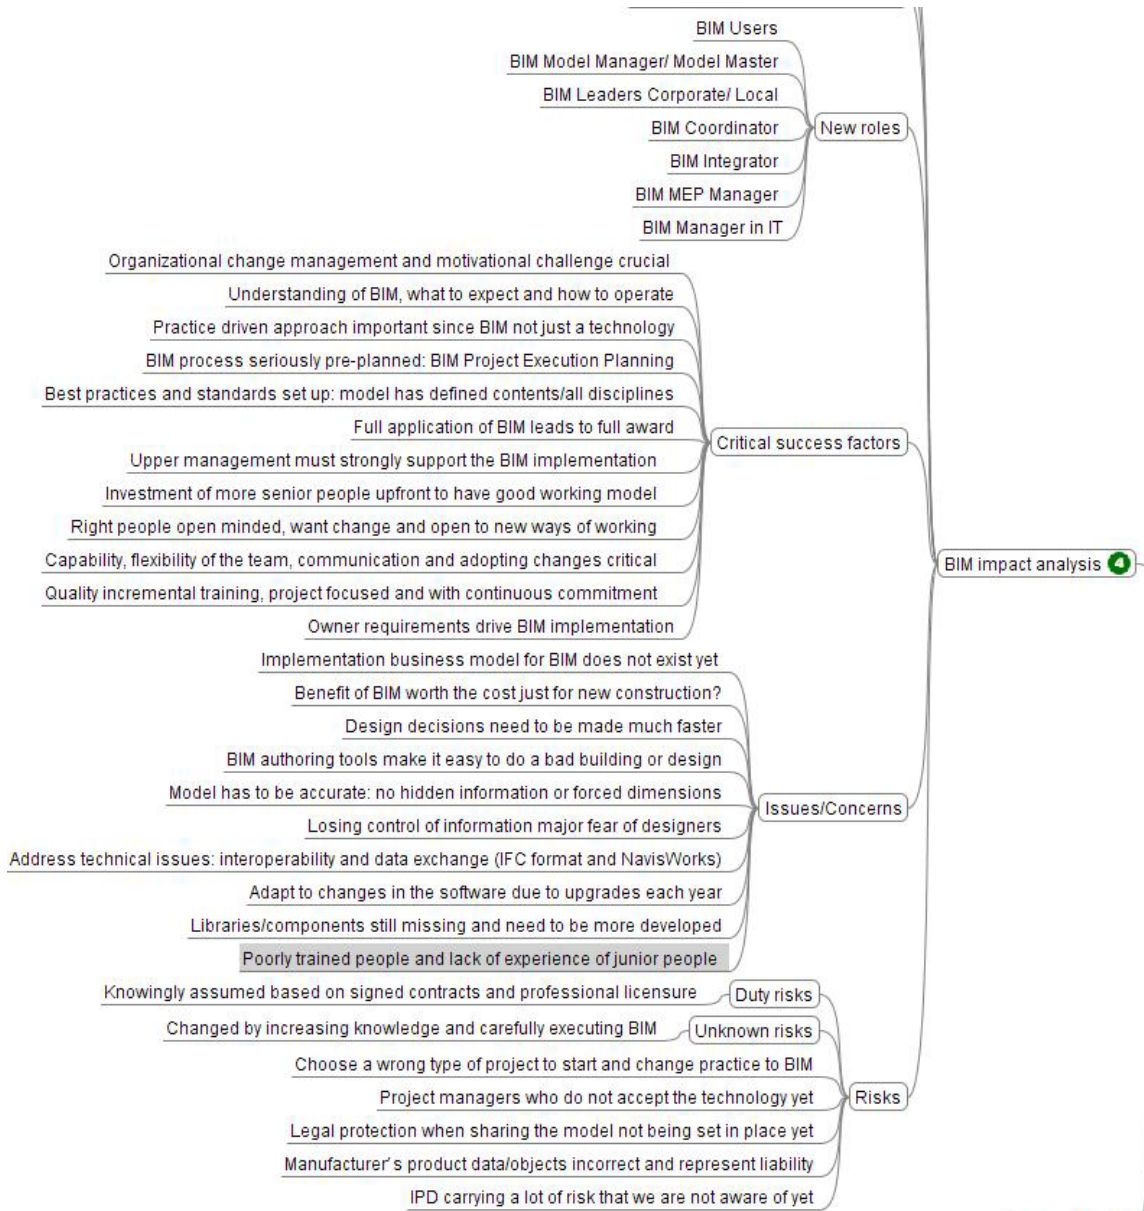 BIM Users
BIM Model Manager/ Model Master
BIM Leaders Corporate/ Local
BIM Coordinator
BIM Integrator
BIM MEP Manager
BIM Manager in IT
New roles
Organizational change management and motivational challenge crucial
Understanding of BIM, what to expect and how to operate
Practice driven approach important since BIM not just a technology
BIM process seriously pre-planned: BIM Project Execution Planning
Best practices and standards set up: model has defined contents/all disciplines
Full application of BIM leads to full award
Upper management must strongly support the BIM implementation
Investment of more senior people upfront to have good working model
Right people open minded, want change and open to new ways of working
Capability, flexibility of the team, communication and adopting changes critical
Quality incremental training, project focused and with continuous commitment
Owner requirements drive BIM implementation
Critical success factors
BIM impact analysis 4
Implementation business model for BIM does not exist yet
Benefit of BIM worth the cost just for new construction?
Design decisions need to be made much faster
BIM authoring tools make it easy to do a bad building or design
Model has to be accurate: no hidden information or forced dimensions
Losing control of information major fear of designers
Address technical issues: interoperability and data exchange (IFC format and NavisWorks)
Adapt to changes in the software due to upgrades each year
Libraries/components still missing and need to be more developed
Poorly trained people and lack of experience of junior people
Issues/Concerns
Knowingly assumed based on signed contracts and professional licensure
Duty risks
Changed by increasing knowledge and carefully executing BIM
Unknown risks
Choose a wrong type of project to start and change practice to BIM
Project managers who do not accept the technology yet
Legal protection when sharing the model not being set in place yet
Manufacturer's product data/objects incorrect and represent liability
IPD carrying a lot of risk that we are not aware of yet
Risks